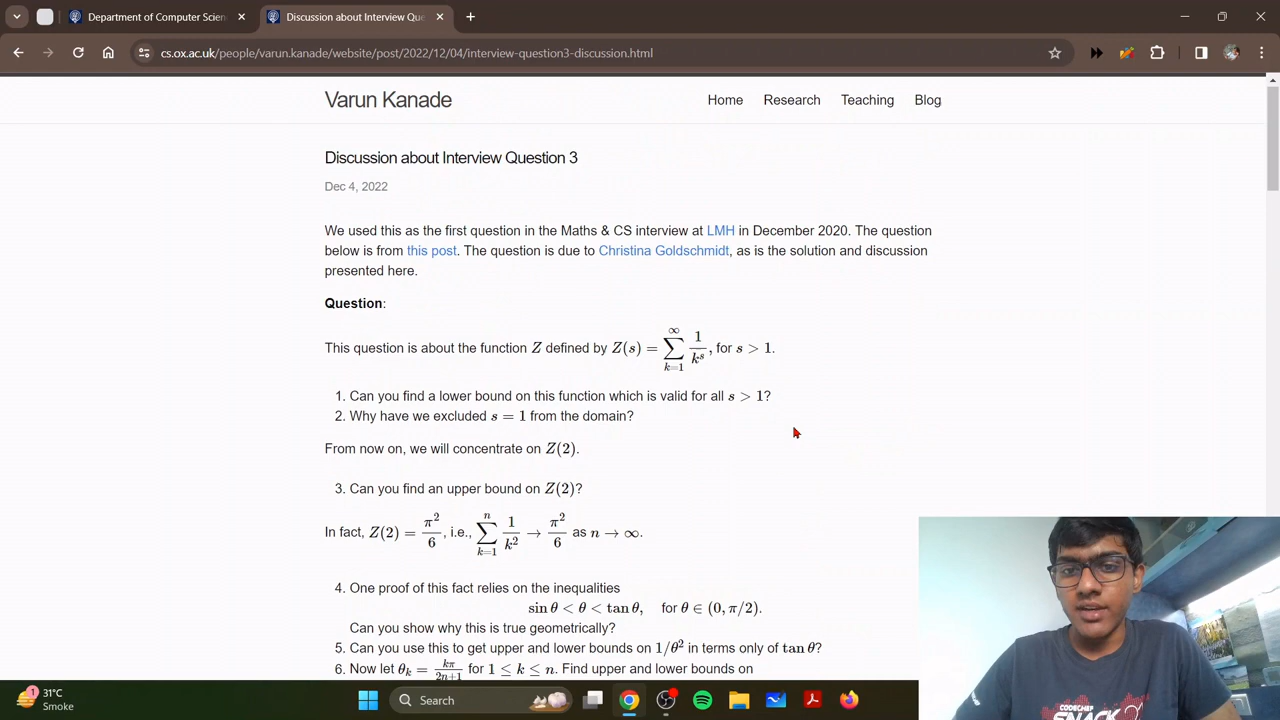 Department of Computer Scien
Discussion about Interview Que
cs.ox.ac.uk/people/varun.kanade/website/post/2022/12/04/interview-question3-discussion.html
Varun Kanade
Home Research Teaching Blog
Discussion about Interview Question 3
Dec 4, 2022
We used this as the first question in the Maths & CS interview at LMH in December 2020. The question
below is from this post. The question is due to Christina Goldschmidt, as is the solution and discussion
presented here.
Question:
This question is about the function Z defined by Z(s) = ∑_{k=1}^{∞} 1/k^s, for s > 1.
1. Can you find a lower bound on this function which is valid for all s > 1?
2. Why have we excluded s = 1 from the domain?
From now on, we will concentrate on Z(2).
3. Can you find an upper bound on Z(2)?
In fact, Z(2) = π²/6, i.e., ∑_{k=1}^{n} 1/k² → π²/6 as n → ∞.
4. One proof of this fact relies on the inequalities
sin θ < θ < tan θ, for θ ∈ (0, π/2).
Can you show why this is true geometrically?
5. Can you use this to get upper and lower bounds on 1/θ² in terms only of tan θ?
6. Now let θ_k = kπ/(2n+1) for 1 ≤ k ≤ n. Find upper and lower bounds on
1
31°C
Smoke
Search
CODECHEF
SNACK